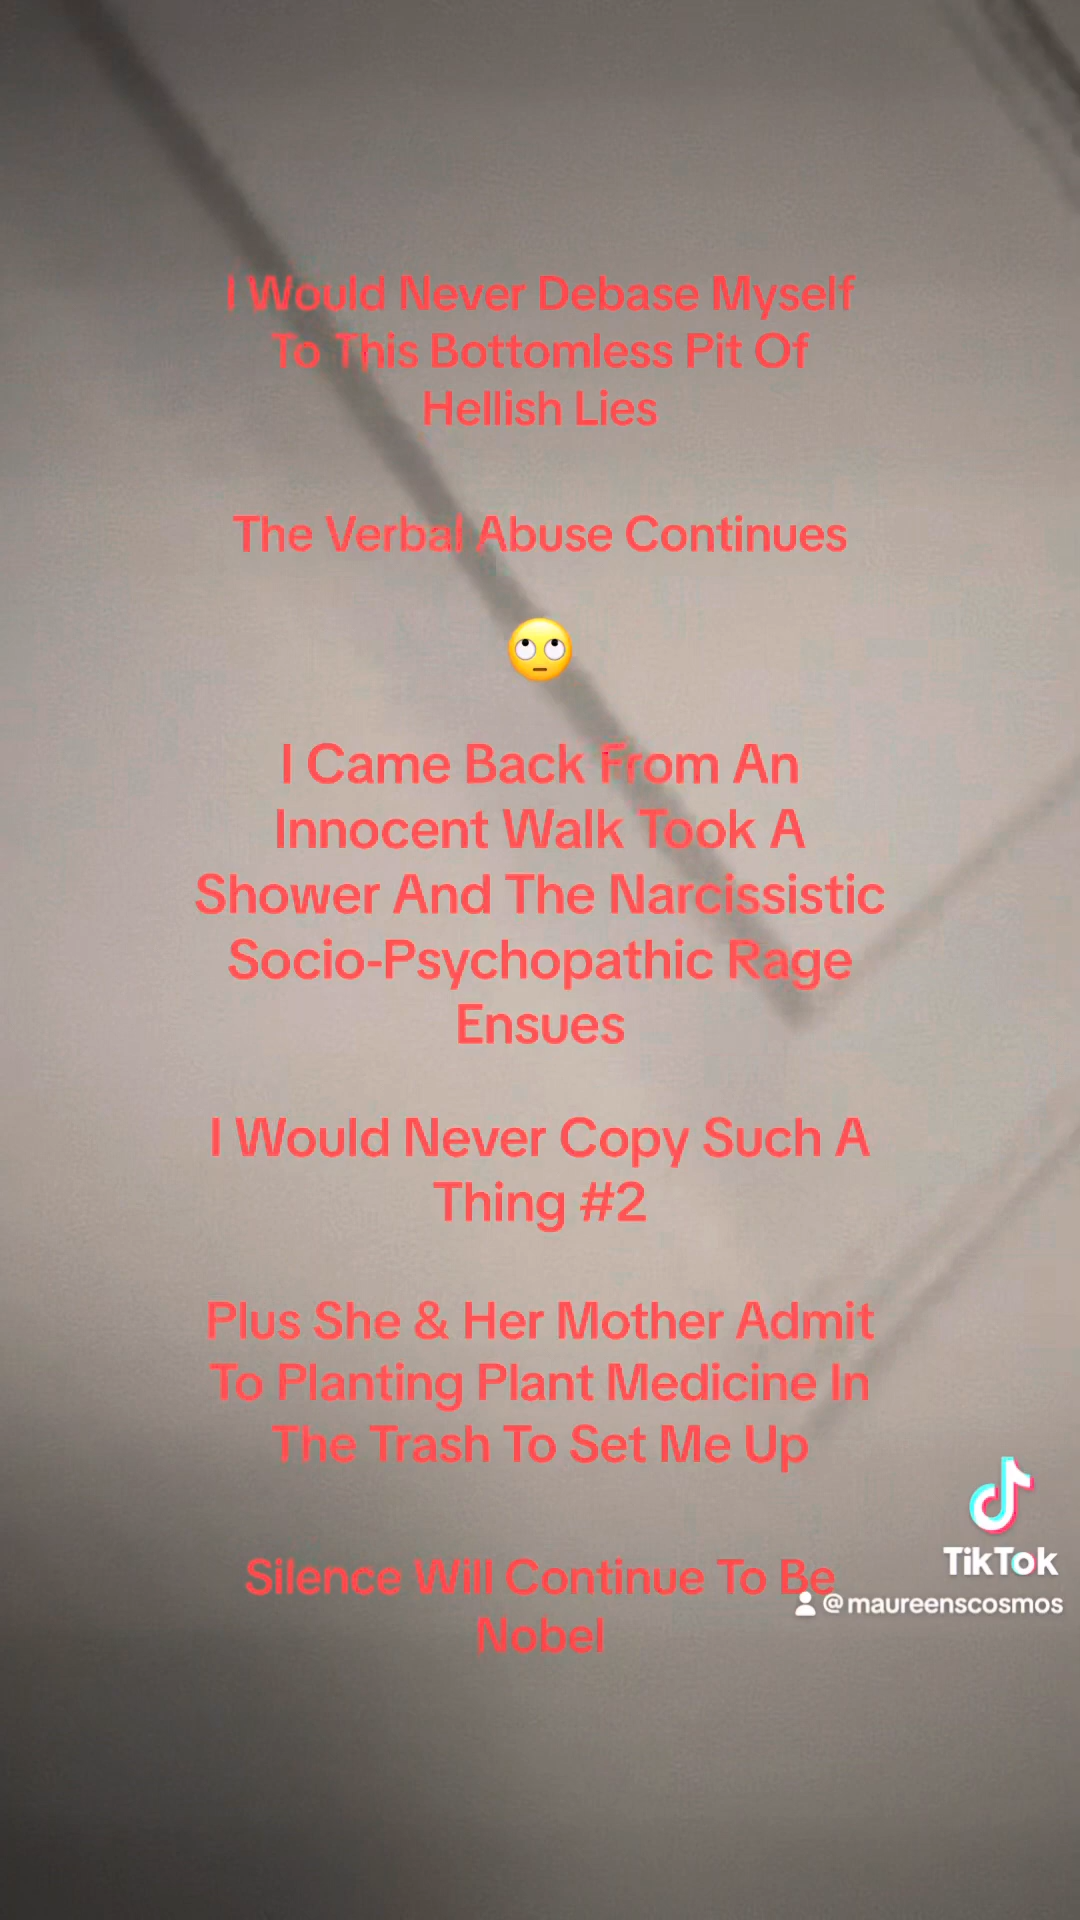 I Would Never Debase Myself
To This Bottomless Pit Of
Hellish Lies
The Verbal Abuse Continues
🙄
I Came Back From An
Innocent Walk Took A
Shower And The Narcissistic
Socio-Psychopathic Rage
Ensues
I Would Never Copy Such A
Thing #2
Plus She & Her Mother Admit
To Planting Plant Medicine In
The Trash To Set Me Up
Silence Will Continue To Be
Nobel
TikTok
@maureenscosmos